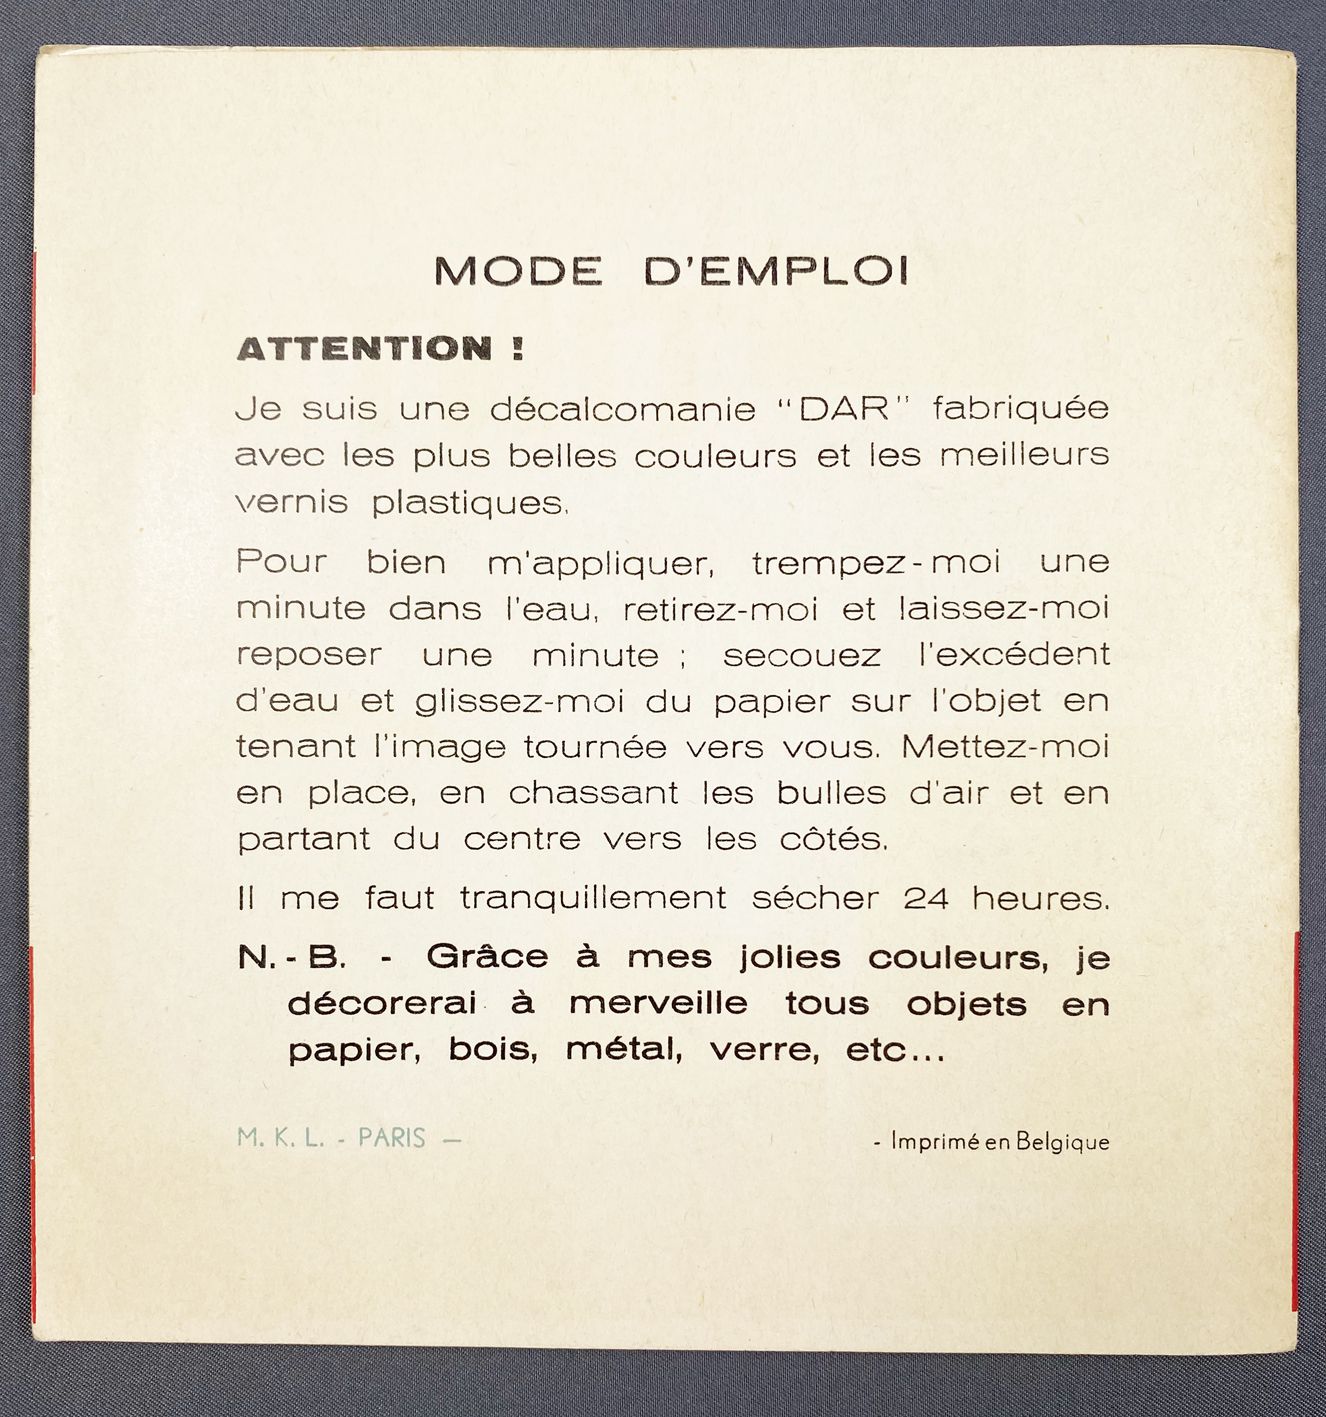 MODE D'EMPLOI
ATTENTION !
Je suis une décalcomanie "DAR" fabriquée
avec les plus belles couleurs et les meilleurs
vernis plastiques.
Pour bien m'appliquer, trempez-moi une
minute dans l'eau, retirez-moi et laissez-moi
reposer une minute ; secouez l'excédent
d'eau et glissez-moi du papier sur l'objet en
tenant l'image tournée vers vous. Mettez-moi
en place, en chassant les bulles d'air et en
partant du centre vers les côtés.
Il me faut tranquillement sécher 24 heures.
N.-B. - Grâce à mes jolies couleurs, je
décorerai à merveille tous objets en
papier, bois, métal, verre, etc...
M. K. L. - PARIS — - Imprimé en Belgique